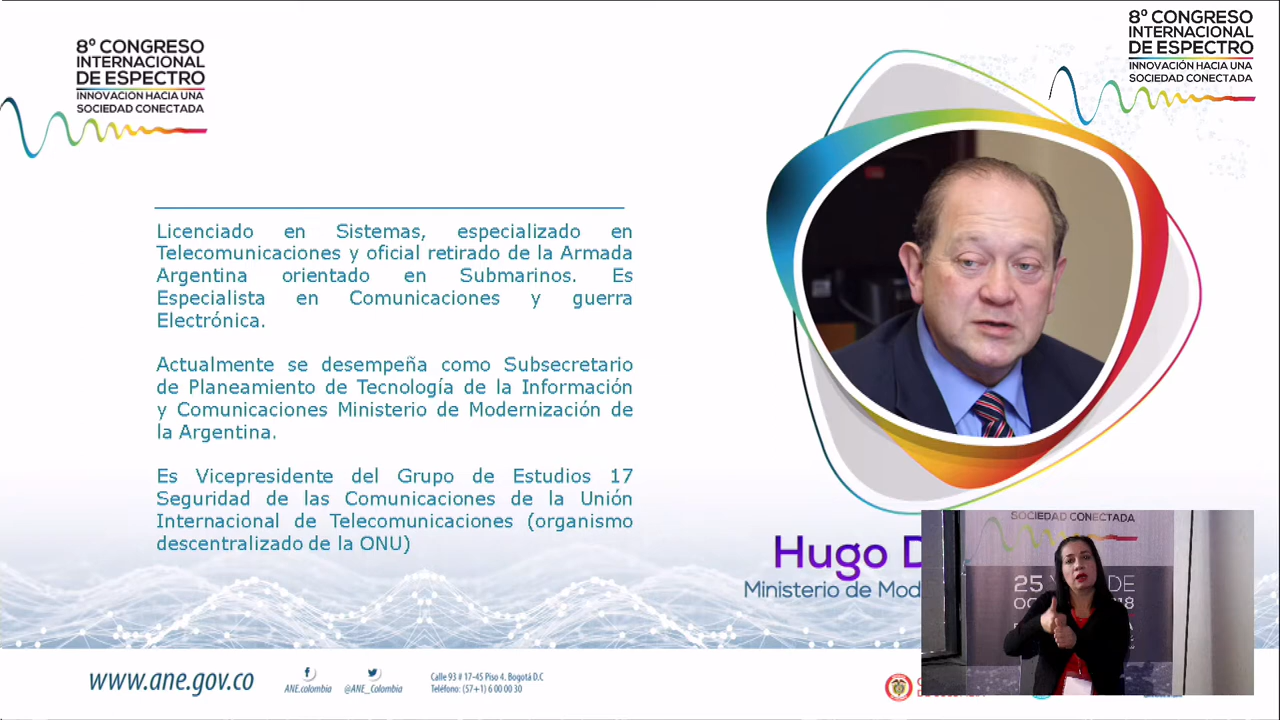 8º CONGRESO
INTERNACIONAL
DE ESPECTRO
INNOVACIÓN HACIA UNA
SOCIEDAD CONECTADA
8º CONGRESO
INTERNACIONAL
DE ESPECTRO
INNOVACIÓN HACIA UNA
SOCIEDAD CONECTADA
Licenciado en Sistemas, especializado en
Telecomunicaciones y oficial retirado de la Armada
Argentina orientado en Submarinos. Es
Especialista en Comunicaciones y guerra
Electrónica.
Actualmente se desempeña como Subsecretario
de Planeamiento de Tecnología de la Información
y Comunicaciones Ministerio de Modernización de
la Argentina.
Es Vicepresidente del Grupo de Estudios 17
Seguridad de las Comunicaciones de la Unión
Internacional de Telecomunicaciones (organismo
descentralizado de la ONU)
Hugo
Ministerio de
SOCIEDAD CONECTADA
25 DE
www.ane.gov.co
ANE.colombia
@ANE_Colombia
Calle 93 # 17-45 Piso 4. Bogotá D.C
Teléfono: (57+1) 6 00 00 30